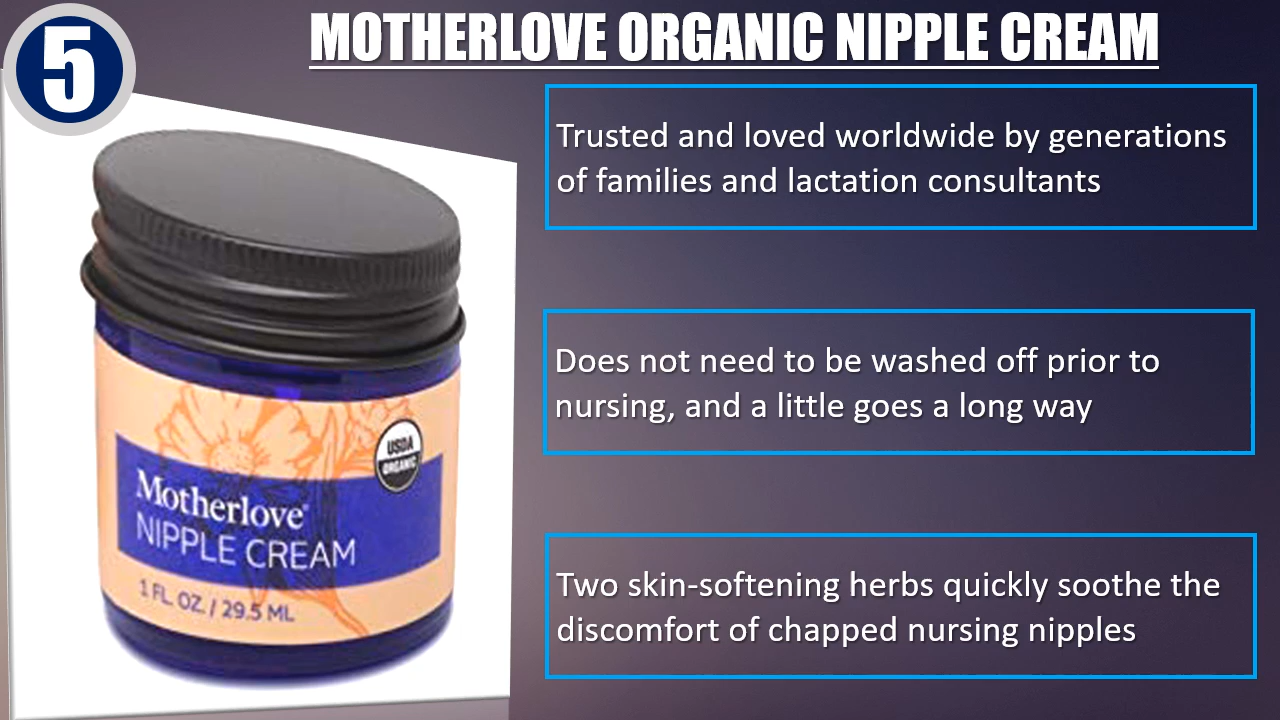 5
MOTHERLOVE ORGANIC NIPPLE CREAM
Trusted and loved worldwide by generations
of families and lactation consultants
Does not need to be washed off prior to
nursing, and a little goes a long way
Two skin-softening herbs quickly soothe the
discomfort of chapped nursing nipples
USDA
ORGANIC
Motherlove®
NIPPLE CREAM
1 FL. OZ. / 29.5 ML